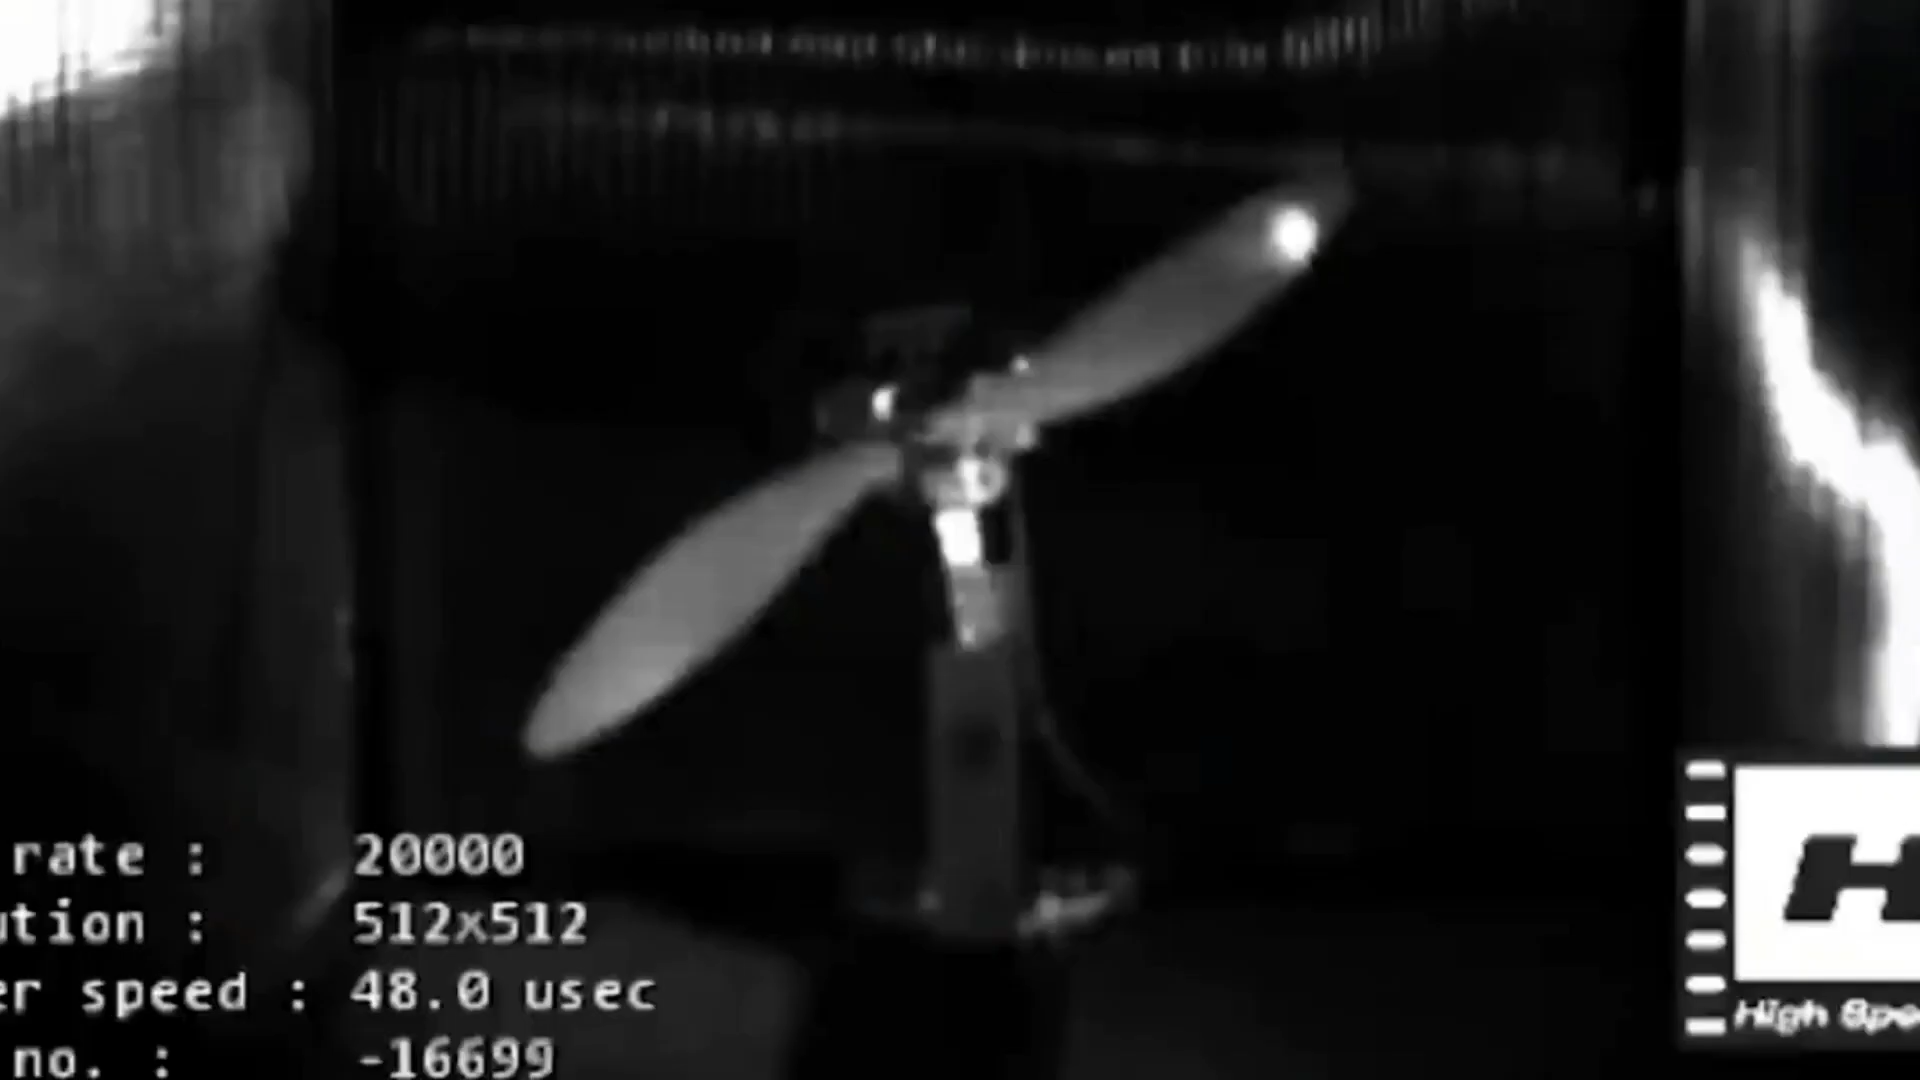 rate : 20000
ution : 512x512
er speed : 48.0 usec
no. : -16699
H
High Spe